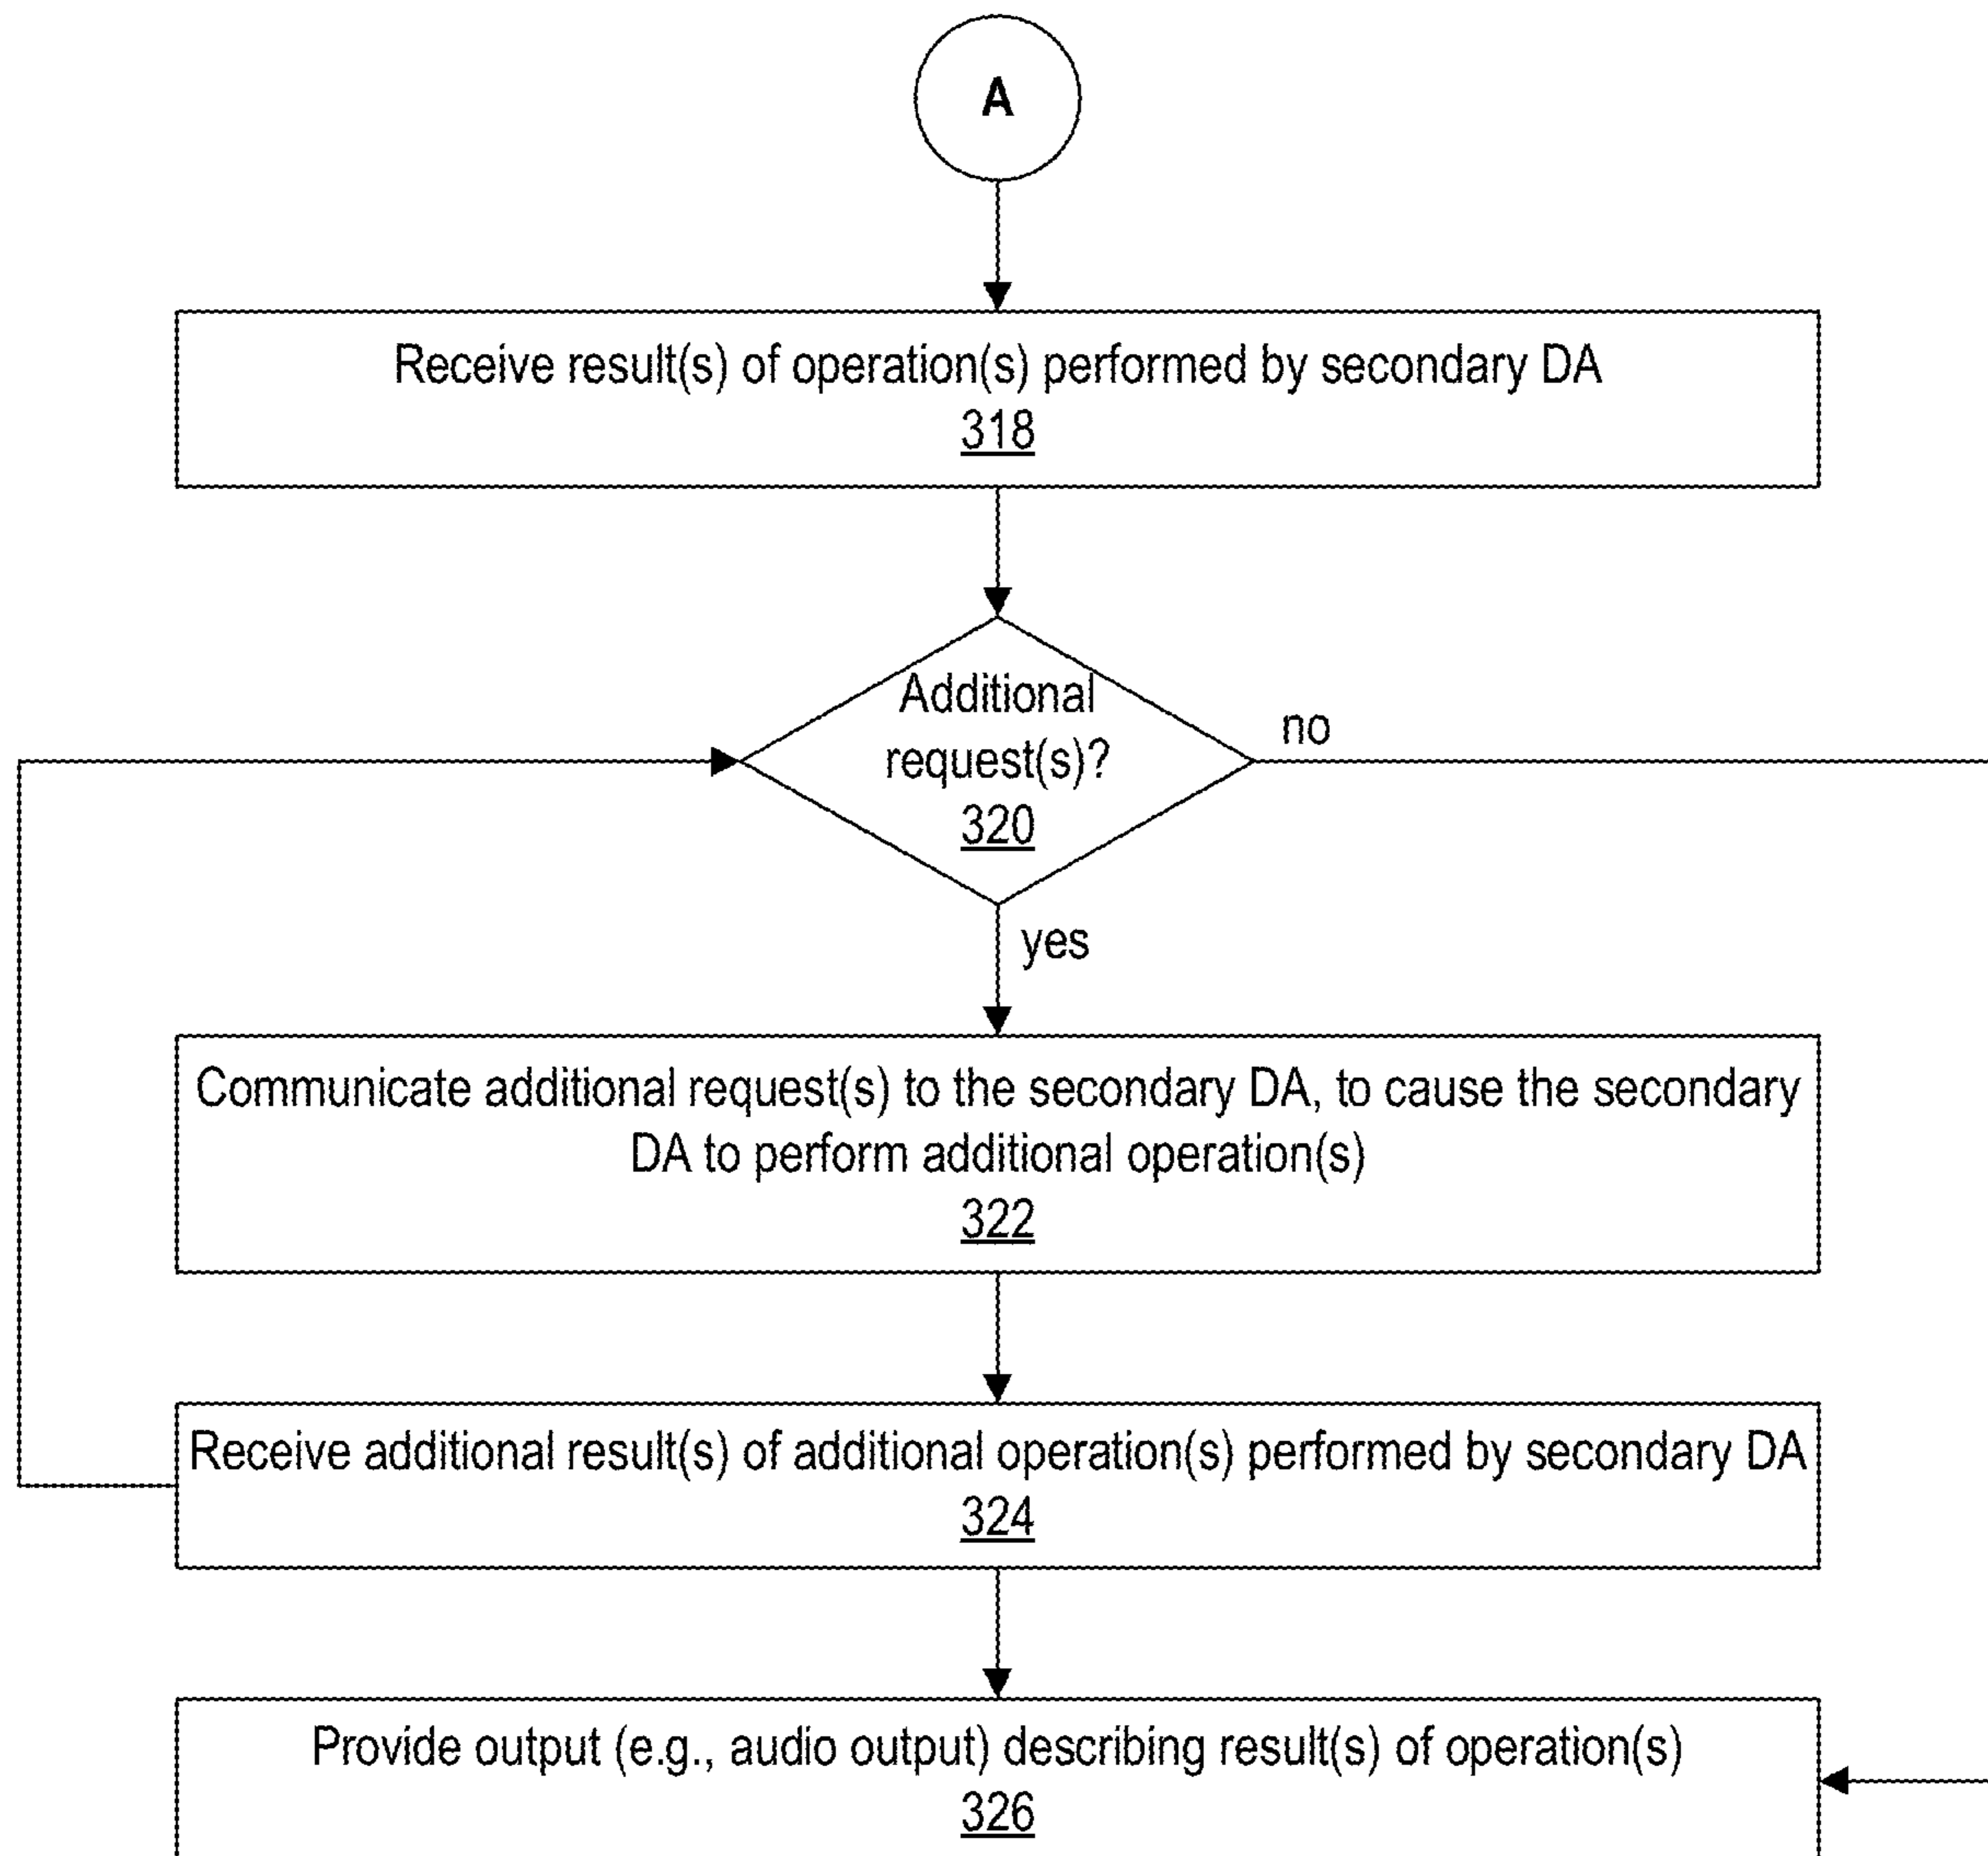 A
Receive result(s) of operation(s) performed by secondary DA
318
Additional
request(s)?
320
no
yes
Communicate additional request(s) to the secondary DA, to cause the secondary
DA to perform additional operation(s)
322
Receive additional result(s) of additional operation(s) performed by secondary DA
324
Provide output (e.g., audio output) describing result(s) of operation(s)
326